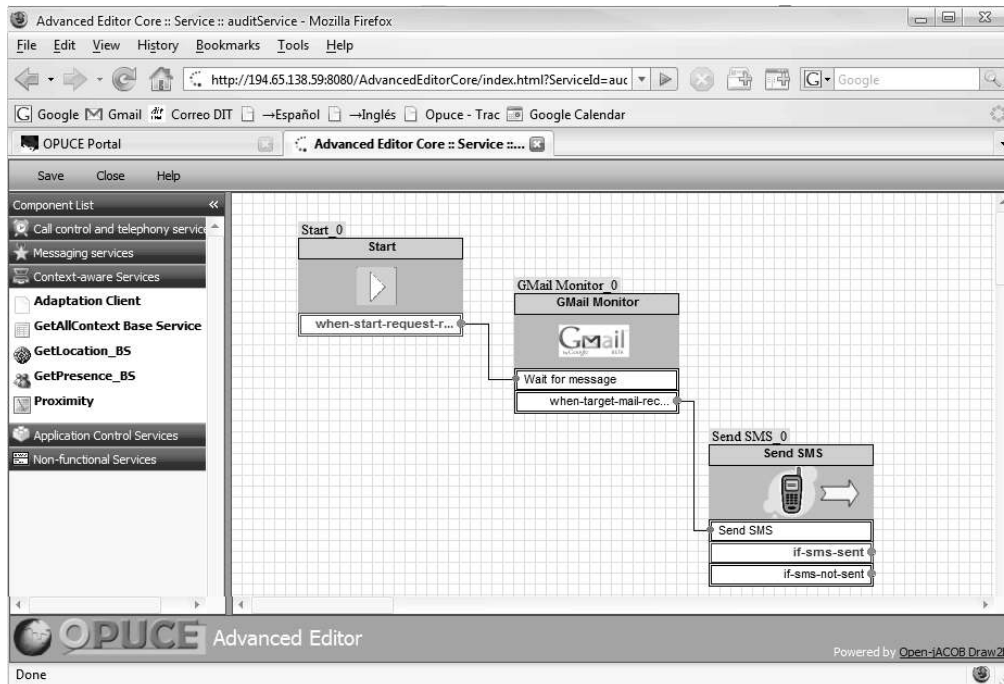 Advanced Editor Core :: Service :: auditService - Mozilla Firefox
File Edit View History Bookmarks Tools Help
http://194.65.138.59:8080/AdvancedEditorCore/index.html?ServiceId=auc
G Google
G Google Gmail Correo DIT →Español →Inglés Opuce - Trac Google Calendar
OPUCE Portal
Advanced Editor Core :: Service ::...
Save Close Help
Component List «
Call control and telephony service
Messaging services
Context-aware Services
Adaptation Client
GetAllContext Base Service
GetLocation_BS
GetPresence_BS
Proximity
Application Control Services
Non-functional Services
Start_0
Start
when-start-request-r...
GMail Monitor_0
GMail Monitor
Gmail
by Google BETA
Wait for message
when-target-mail-rec...
Send SMS_0
Send SMS
Send SMS
if-sms-sent
if-sms-not-sent
OPUCE Advanced Editor
Powered by Open-jACOB Draw2
Done